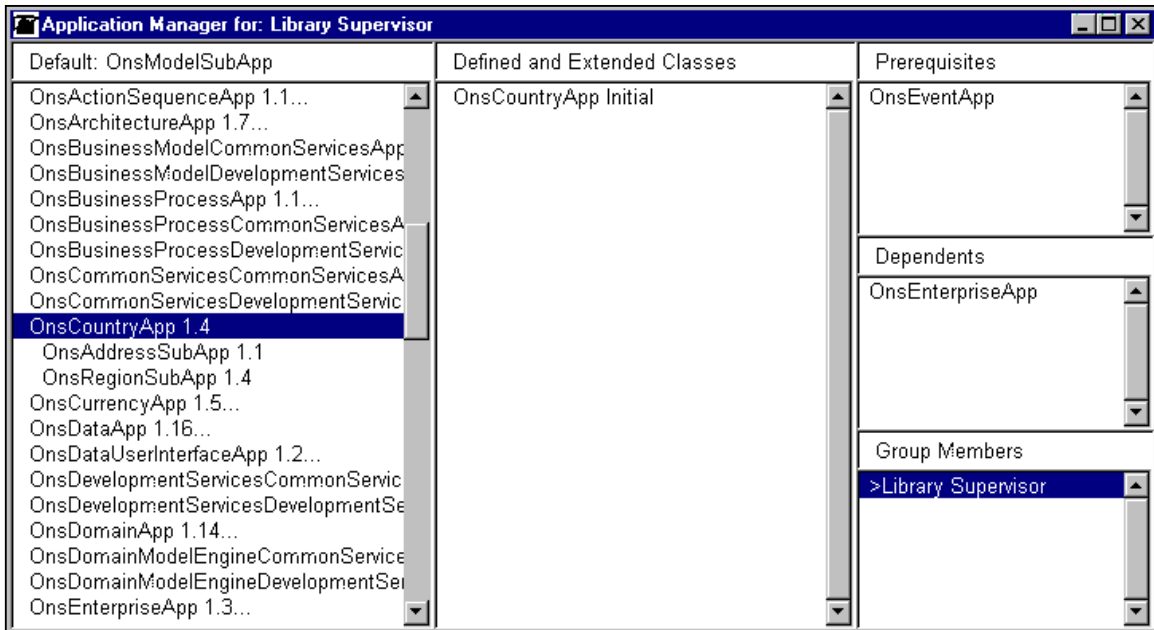 Application Manager for: Library Supervisor
Default: OnsModelSubApp
OnsActionSequenceApp 1.1...
OnsArchitectureApp 1.7...
OnsBusinessModelCommonServicesApp
OnsBusinessModelDevelopmentServices
OnsBusinessProcessApp 1.1...
OnsBusinessProcessCommonServicesA
OnsBusinessProcessDevelopmentServic
OnsCommonServicesCommonServicesA
OnsCommonServicesDevelopmentServic
OnsCountryApp 1.4
OnsAddressSubApp 1.1
OnsRegionSubApp 1.4
OnsCurrencyApp 1.5...
OnsDataApp 1.16...
OnsDataUserInterfaceApp 1.2...
OnsDevelopmentServicesCommonServic
OnsDevelopmentServicesDevelopmentSe
OnsDomainApp 1.14...
OnsDomainModelEngineCommonService
OnsDomainModelEngineDevelopmentSer
OnsEnterpriseApp 1.3...
Defined and Extended Classes
OnsCountryApp Initial
Prerequisites
OnsEventApp
Dependents
OnsEnterpriseApp
Group Members
>Library Supervisor